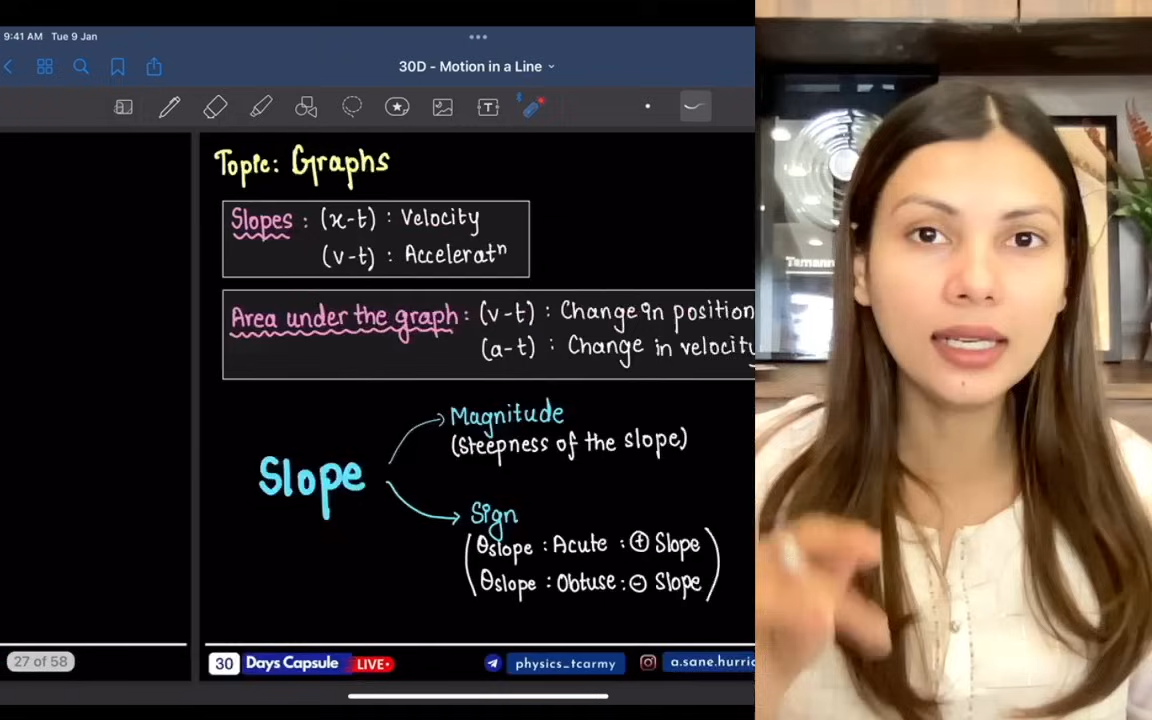 9:41 AM Tue 9 Jan
30D - Motion in a Line
Topic: Graphs
Slopes : (x-t) : Velocity
(v-t) : Acceleratⁿ
Area under the graph : (v-t) : Change in position
(a-t) : Change in velocity
Magnitude
(Steepness of the slope)
Slope
Sign
θslope : Acute : ⊕ Slope
θslope : Obtuse : ⊖ Slope
27 of 58
30 Days Capsule LIVE
physics_tcarmy
a.sane.hurric